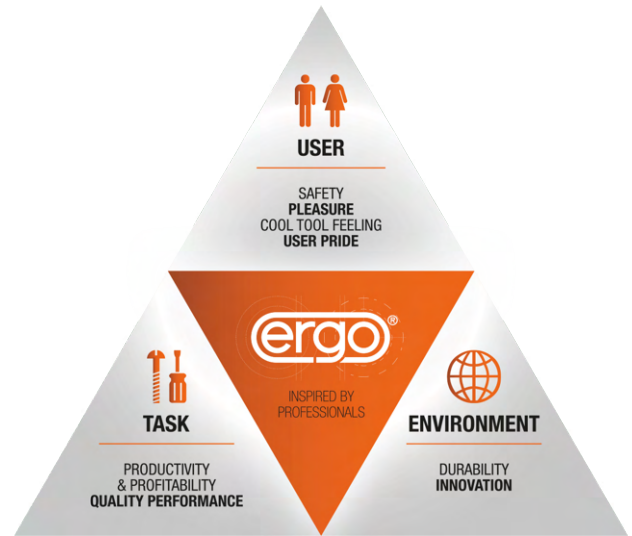 USER
SAFETY
PLEASURE
COOL TOOL FEELING
USER PRIDE
ergo®
INSPIRED BY
PROFESSIONALS
TASK
PRODUCTIVITY
& PROFITABILITY
QUALITY PERFORMANCE
ENVIRONMENT
DURABILITY
INNOVATION